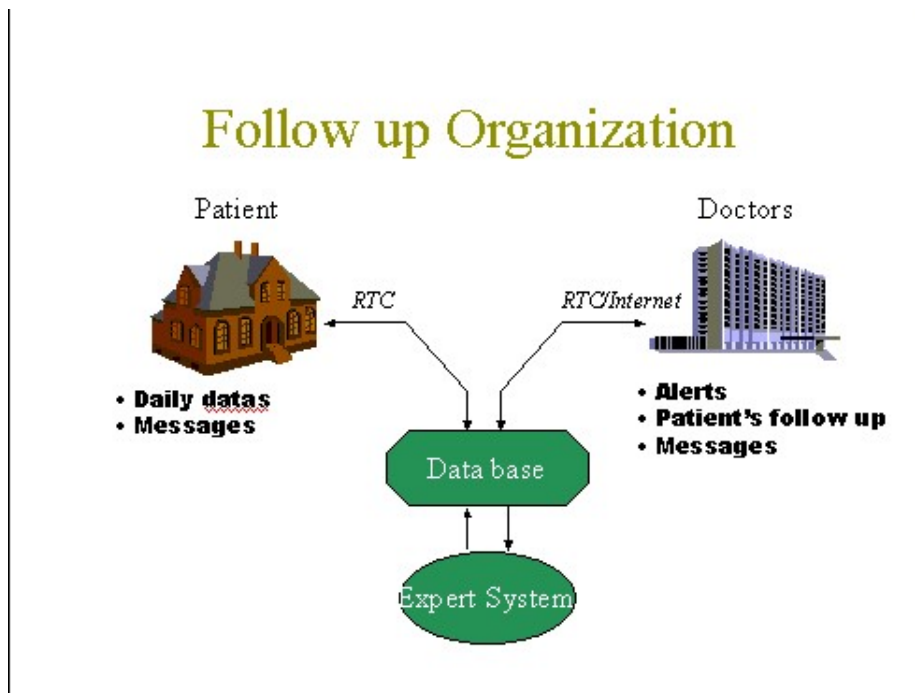 Follow up Organization
Patient
Doctors
RTC
RTC/Internet
• Daily datas
• Messages
• Alerts
• Patient's follow up
• Messages
Data base
Expert System